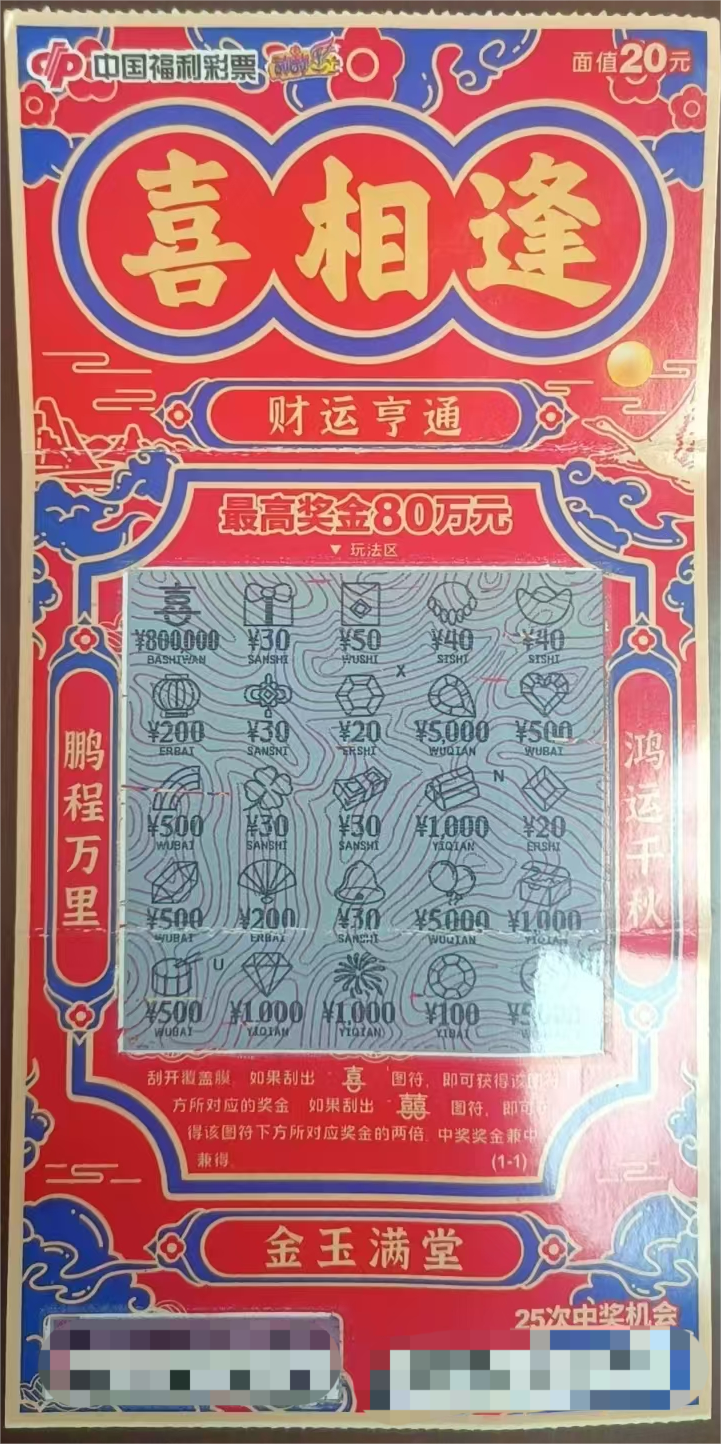 中国福利彩票 刮刮乐
面值20元
喜相逢
财运亨通
最高奖金80万元
▼ 玩法区
鹏程万里
喜
¥800,000 ¥30 ¥50 ¥40 ¥40
BASHIWAN SANSHI WUSHI SISHI SISHI
X
¥200 ¥30 ¥20 ¥5,000 ¥500
ERBAI SANSHI ERSHI WUQIAN WUBAI
N
¥500 ¥30 ¥30 ¥1,000 ¥20
WUBAI SANSHI SANSHI YIQIAN ERSHI
¥500 ¥200 ¥30 ¥5,000 ¥1,000
WUBAI ERBAI SANSHI WUQIAN YIQIAN
U
¥500 ¥1,000 ¥1,000 ¥100
WUBAI YIQIAN YIQIAN YIBAI
鸿运千秋
刮开覆盖膜，如果刮出 喜 图符，即可获得该图符
方所对应的奖金，如果刮出 囍 图符，即可
得该图符下方所对应奖金的两倍。中奖奖金兼中
兼得。 (1-1)
金玉满堂
25次中奖机会